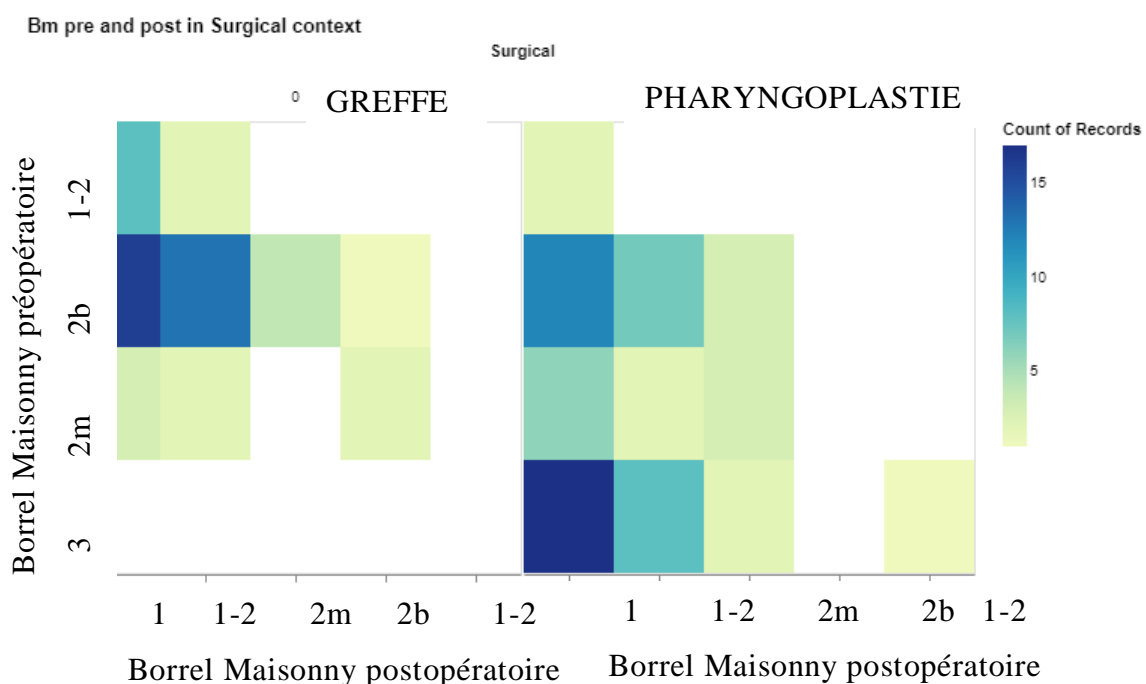 Bm pre and post in Surgical context
Surgical
0 GREFFE PHARYNGOPLASTIE
Count of Records
15
10
5
Borrel Maisonny préopératoire
1-2
2b
2m
3
1 1-2 2m 2b 1-2 1 1-2 2m 2b 1-2
Borrel Maisonny postopératoire Borrel Maisonny postopératoire